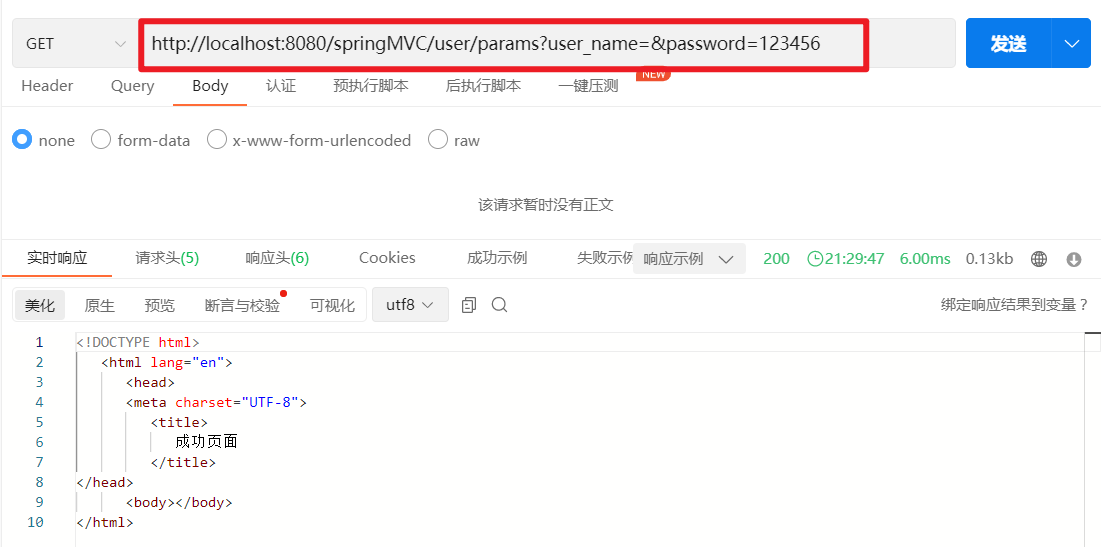 GET http://localhost:8080/springMVC/user/params?user_name=&password=123456 发送
Header Query Body 认证 预执行脚本 后执行脚本 一键压测 NEW
none form-data x-www-form-urlencoded raw
该请求暂时没有正文
实时响应 请求头(5) 响应头(6) Cookies 成功示例 失败示例 响应示例 200 21:29:47 6.00ms 0.13kb
美化 原生 预览 断言与校验 可视化 utf8 绑定响应结果到变量？
1 <!DOCTYPE html>
2 <html lang="en">
3 <head>
4 <meta charset="UTF-8">
5 <title>
6 成功页面
7 </title>
8 </head>
9 <body></body>
10 </html>